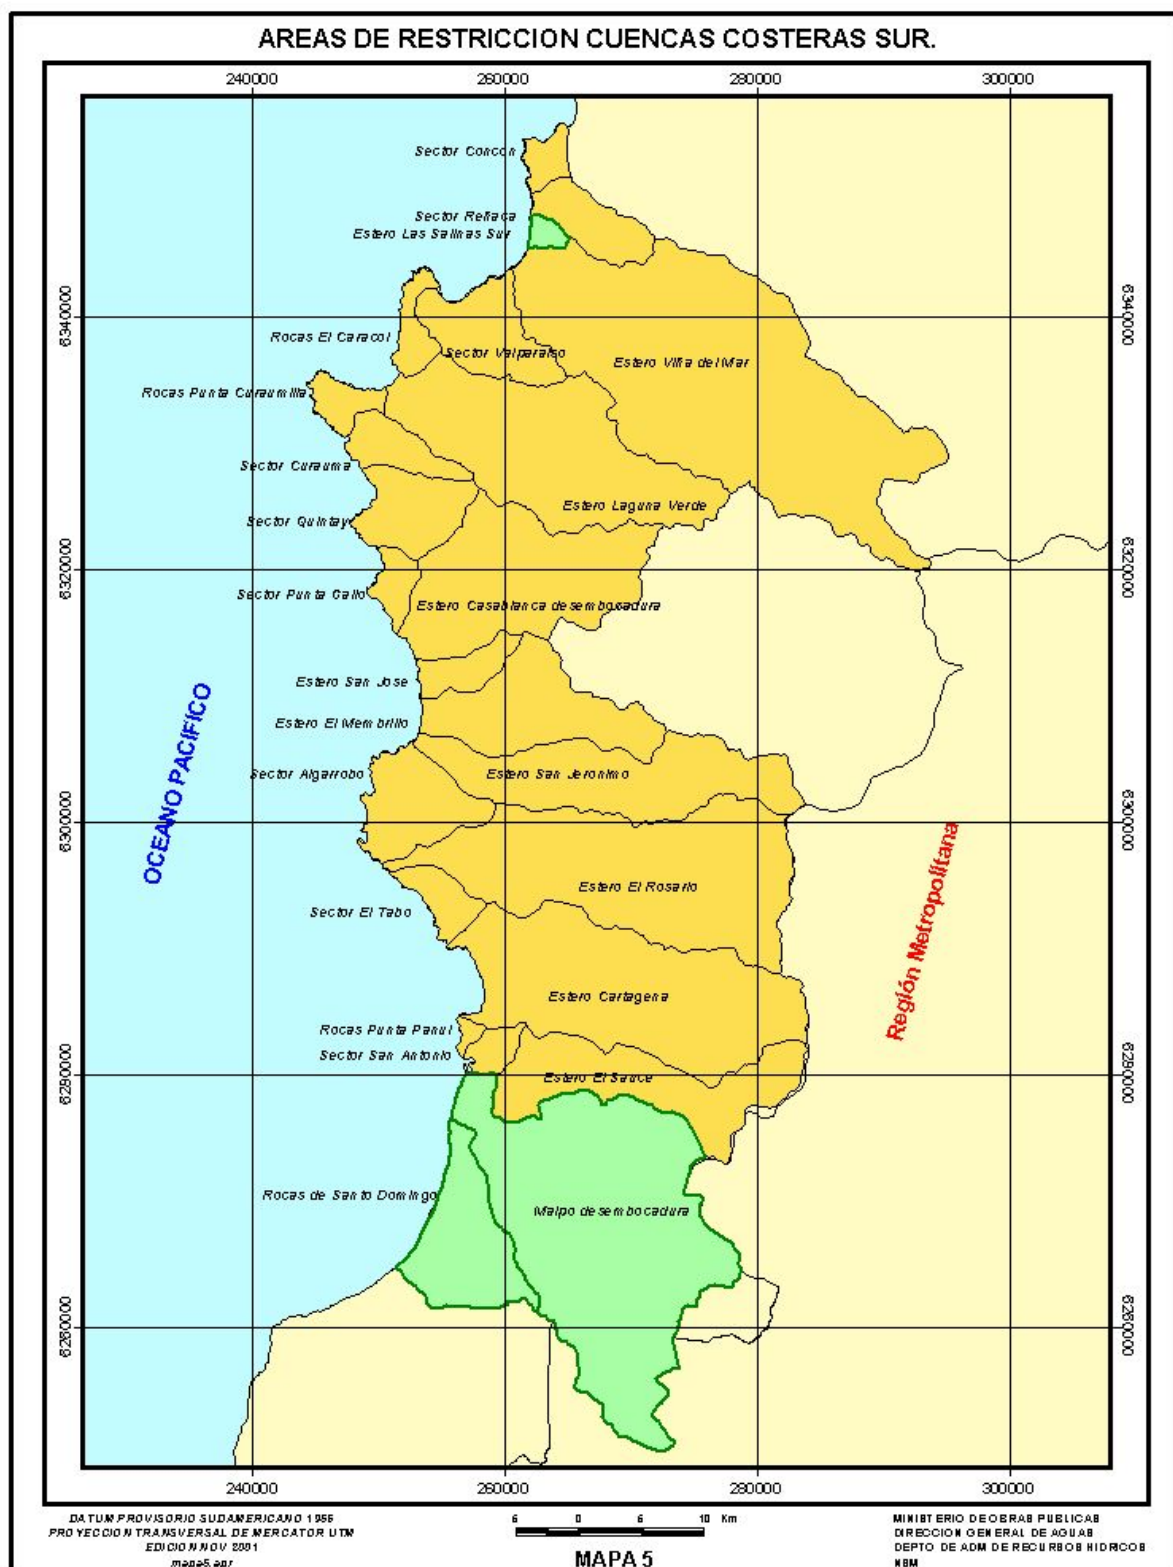 AREAS DE RESTRICCION CUENCAS COSTERAS SUR.
240000 260000 280000 300000
Sector Concon
Sector Reñaca
Estero Las Salinas Sur
6340000 6340000
Rocas El Caracol
Sector Valparaiso
Estero Viña del Mar
Rocas Punta Curaumilla
Sector Curauma
Estero Laguna Verde
Sector Quintay
6320000 6320000
Sector Punta Gallo
Estero Casablanca desembocadura
Estero San Jose
OCEANO PACIFICO
Estero El Membrillo
Sector Algarrobo
Estero San Jeronimo
6300000 6300000
Región Metropolitana
Estero El Rosario
Sector El Tabo
Estero Cartagena
Rocas Punta Panul
Sector San Antonio
6280000 6280000
Estero El Sauce
Rocas de Santo Domingo
Maipo desembocadura
6260000 6260000
240000 260000 280000 300000
DATUM PROVISORIO SUDAMERICANO 1956
PROYECCION TRANSVERSAL DE MERCATOR UTM
EDICION NOV 2001
mapa5.apr
10 Km
MAPA 5
MINISTERIO DE OBRAS PUBLICAS
DIRECCION GENERAL DE AGUAS
DEPTO DE ADM DE RECURSOS HIDRICOS